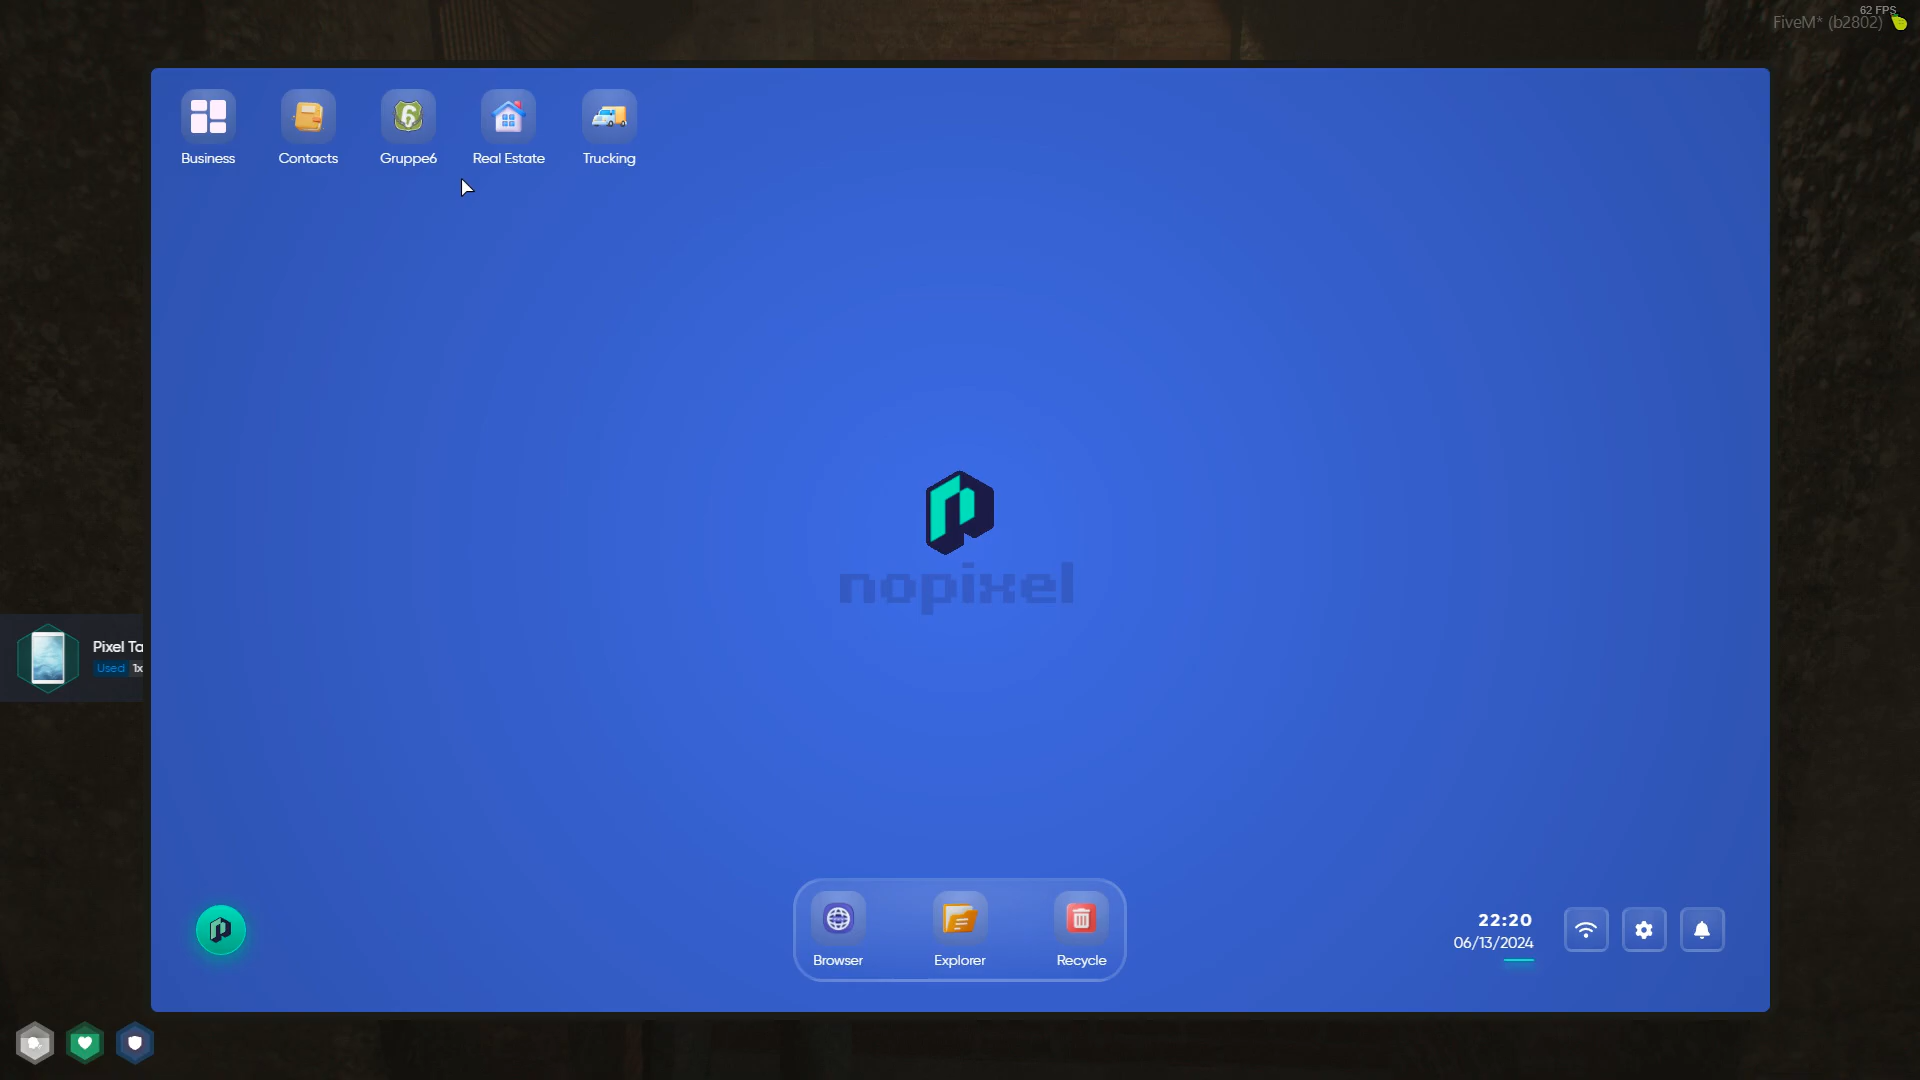 62 FPS
FiveM* (b2802)
Business
Contacts
Gruppe6
Real Estate
Trucking
nopixel
Pixel Ta
Used 1x
22:20
06/13/2024
Browser
Explorer
Recycle